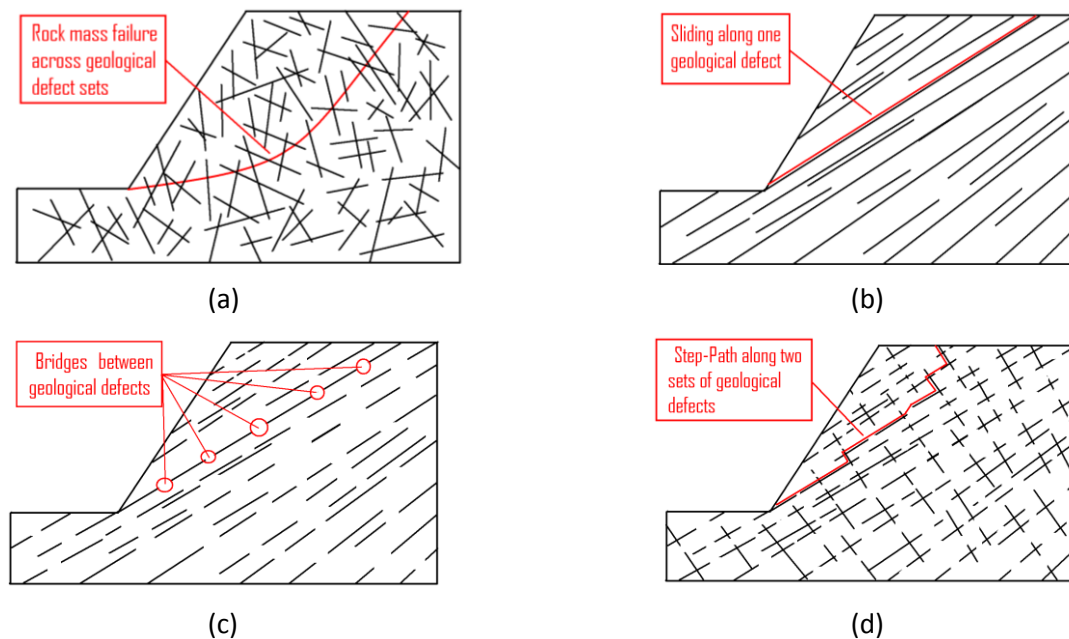 Rock mass failure
across geological
defect sets
(a)
Sliding along one
geological defect
(b)
Bridges between
geological defects
(c)
Step-Path along two
sets of geological
defects
(d)